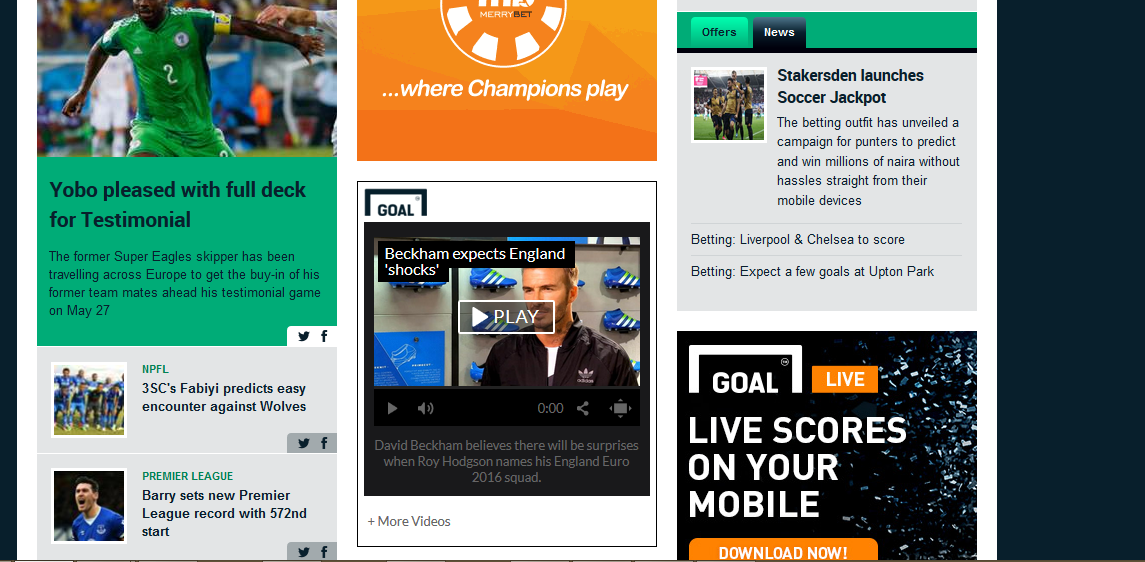 2
Yobo pleased with full deck
for Testimonial
The former Super Eagles skipper has been
travelling across Europe to get the buy-in of his
former team mates ahead his testimonial game
on May 27
NPFL
3SC's Fabiyi predicts easy
encounter against Wolves
PREMIER LEAGUE
Barry sets new Premier
League record with 572nd
start
MERRYBET
...where Champions play
GOAL
Beckham expects England
'shocks'
PLAY
adidas
0:00
David Beckham believes there will be surprises
when Roy Hodgson names his England Euro
2016 squad.
+ More Videos
Offers
News
Stakersden launches
Soccer Jackpot
The betting outfit has unveiled a
campaign for punters to predict
and win millions of naira without
hassles straight from their
mobile devices
Betting: Liverpool & Chelsea to score
Betting: Expect a few goals at Upton Park
GOAL LIVE
LIVE SCORES
ON YOUR
MOBILE
DOWNLOAD NOW!